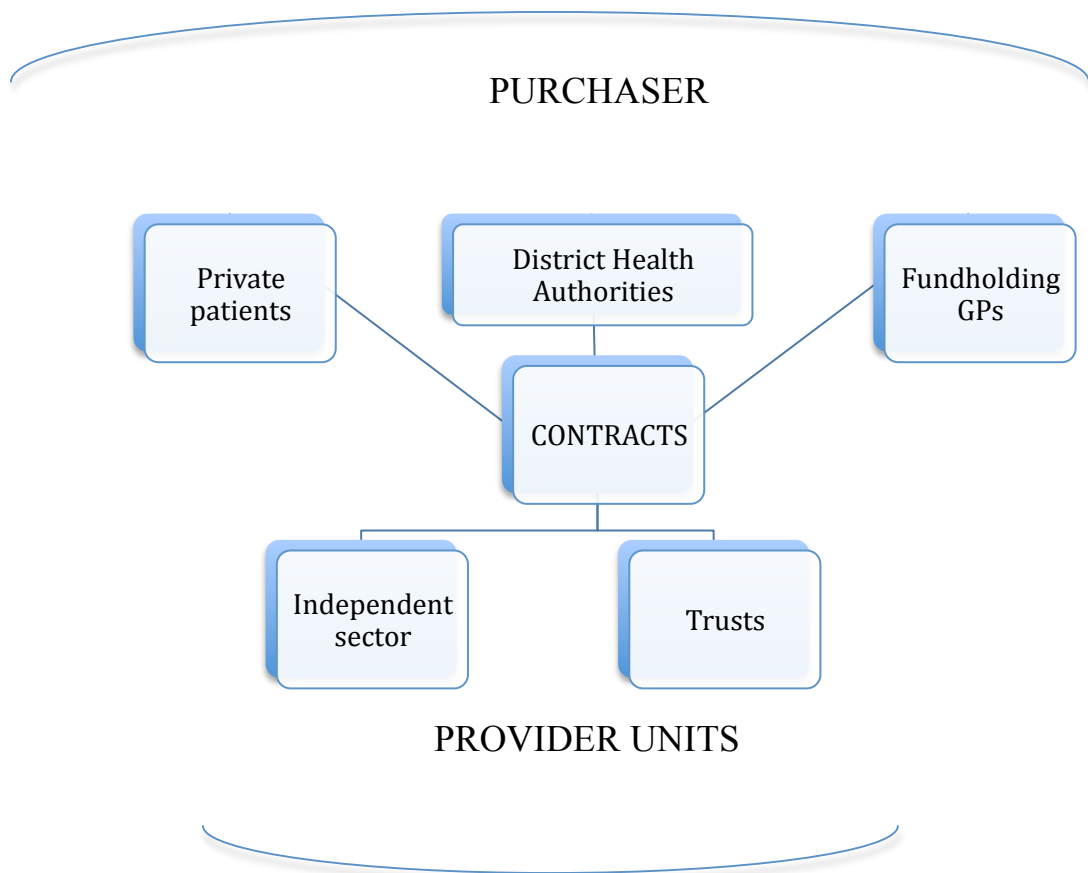 PURCHASER
Private
patients
District Health
Authorities
Fundholding
GPs
CONTRACTS
Independent
sector
Trusts
PROVIDER UNITS